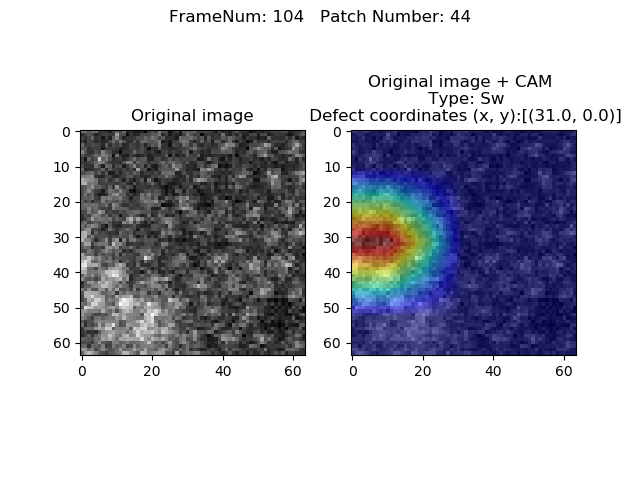 FrameNum: 104   Patch Number: 44
Original image
Original image + CAM
Type: Sw
Defect coordinates (x, y):[(31.0, 0.0)]
0
10
20
30
40
50
60
0 20 40 60
0
10
20
30
40
50
60
0 20 40 60